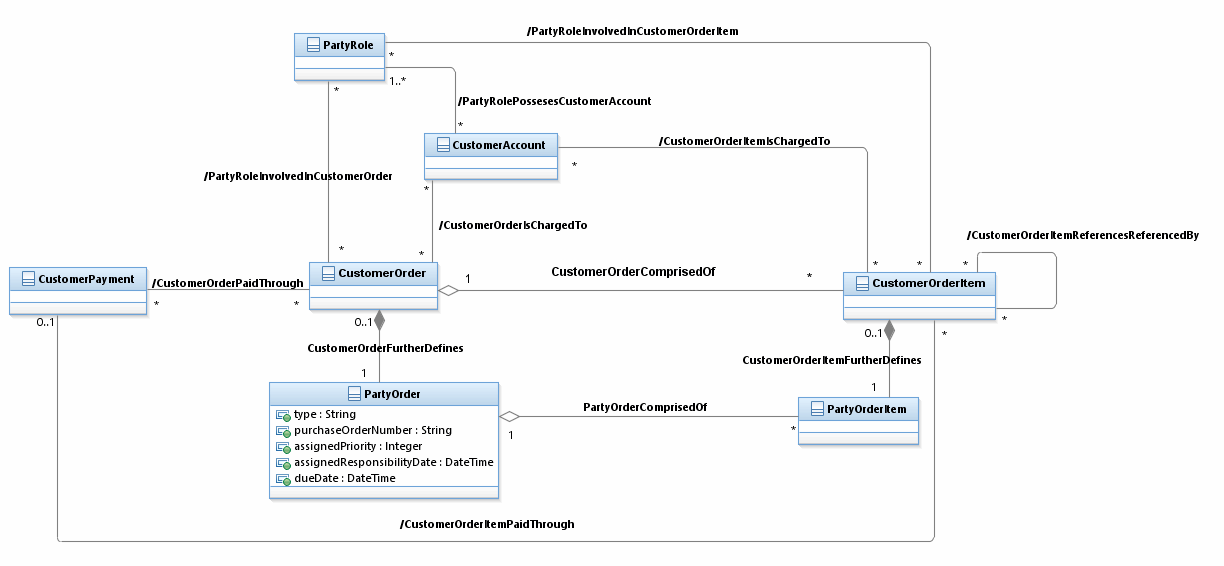 /PartyRoleInvolvedInCustomerOrderItem
PartyRole
*
1..*
*
/PartyRolePossesesCustomerAccount
*
CustomerAccount
/CustomerOrderItemIsChargedTo
*
/PartyRoleInvolvedInCustomerOrder
*
/CustomerOrderIsChargedTo
/CustomerOrderItemReferencesReferencedBy
*
*
*
*
*
CustomerPayment
/CustomerOrderPaidThrough
CustomerOrder
1
CustomerOrderComprisedOf
*
CustomerOrderItem
*
*
0..1
0..1
*
0..1
*
CustomerOrderFurtherDefines
CustomerOrderItemFurtherDefines
1
1
PartyOrder
type : String
purchaseOrderNumber : String
assignedPriority : Integer
assignedResponsibilityDate : DateTime
dueDate : DateTime
PartyOrderComprisedOf
1
*
PartyOrderItem
/CustomerOrderItemPaidThrough